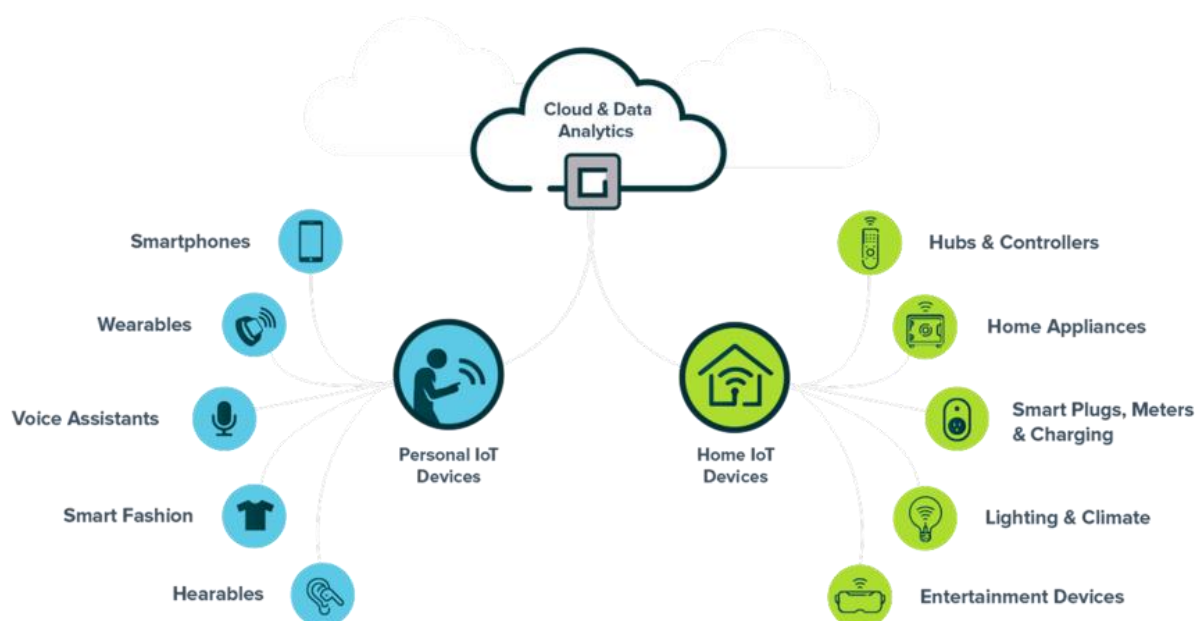 Cloud & Data
Analytics
Smartphones
Wearables
Voice Assistants
Smart Fashion
Hearables
Personal IoT
Devices
Home IoT
Devices
Hubs & Controllers
Home Appliances
Smart Plugs, Meters
& Charging
Lighting & Climate
Entertainment Devices